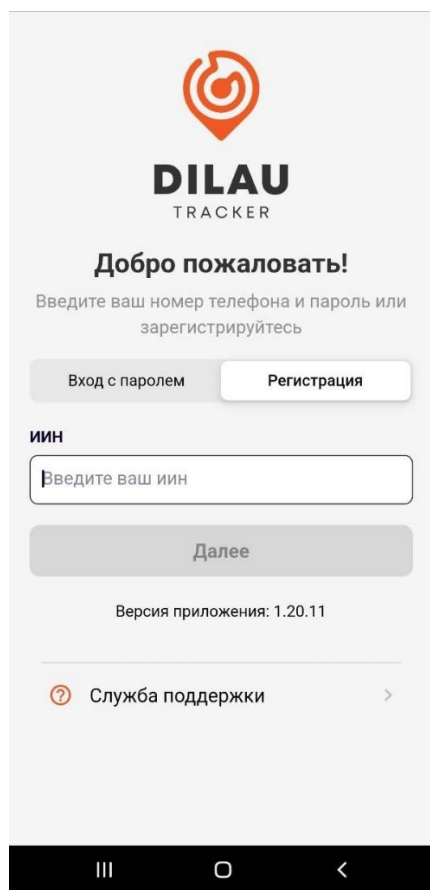 DILAU
TRACKER
Добро пожаловать!
Введите ваш номер телефона и пароль или
зарегистрируйтесь
Вход с паролем
Регистрация
ИИН
Введите ваш иин
Далее
Версия приложения: 1.20.11
Служба поддержки